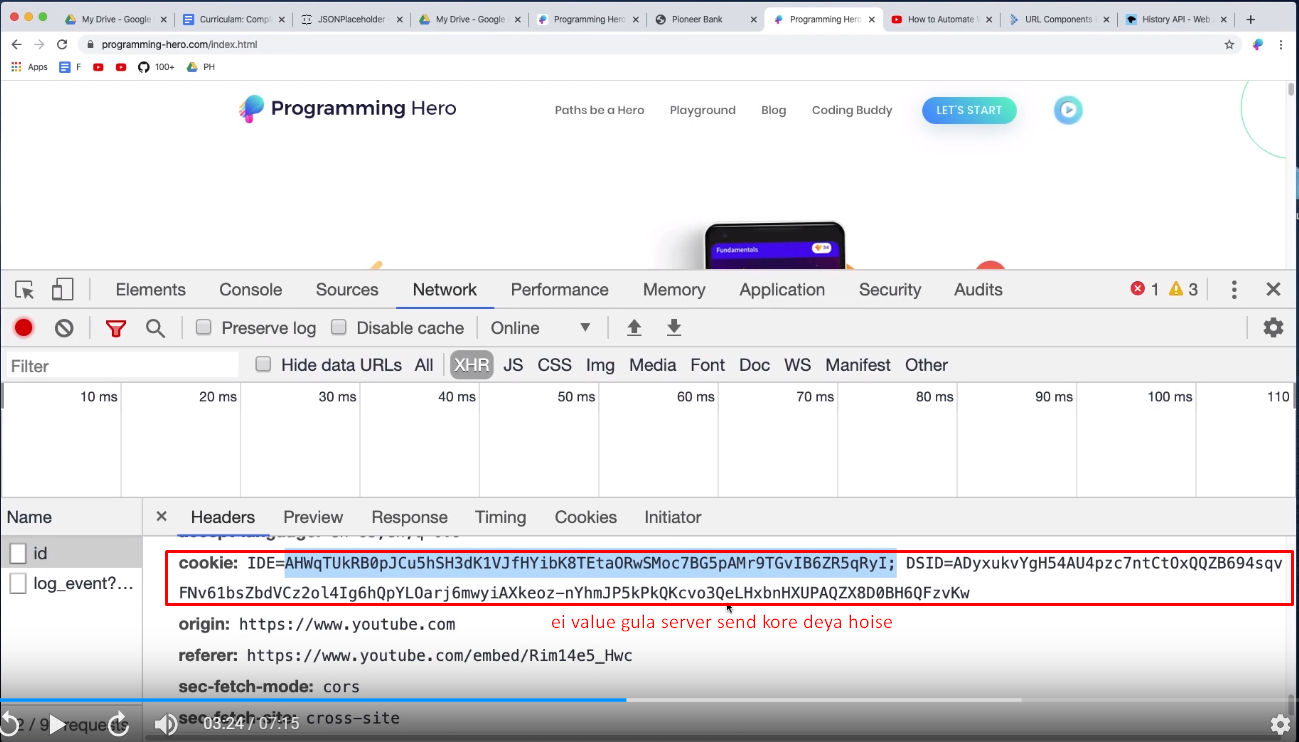 My Drive - Google
Curriculam: Compl
JSONPlaceholder -
My Drive - Google
Programming Hero
Pioneer Bank
Programming Hero
How to Automate
URL Components
History API - Web
programming-hero.com/index.html
Apps F 100+ PH
Programming Hero
Paths be a Hero Playground Blog Coding Buddy LET'S START
Fundamentals
Elements Console Sources Network Performance Memory Application Security Audits 1 3
Preserve log Disable cache Online
Filter Hide data URLs All XHR JS CSS Img Media Font Doc WS Manifest Other
10 ms 20 ms 30 ms 40 ms 50 ms 60 ms 70 ms 80 ms 90 ms 100 ms 110
Name Headers Preview Response Timing Cookies Initiator
id
log_event?...
cookie: IDE=AHWqTUkRB0pJCu5hSH3dK1VJfHYibK8TEtaORwSMoc7BG5pAMr9TGvIB6ZR5qRyI; DSID=ADyxukvYgH54AU4pzc7ntCtOxQQZB694sqv
FNv61bsZbdVCz2ol4Ig6hQpYLOarj6mwyiAXkeoz-nYhmJP5kPkQKcvo3QeLHxbnHXUPAQZX8D0BH6QFzvKw
origin: https://www.youtube.com
ei value gula server send kore deya hoise
referer: https://www.youtube.com/embed/Rim14e5_Hwc
sec-fetch-mode: cors
sec-fetch-site: cross-site
requests
03:24 / 07:15